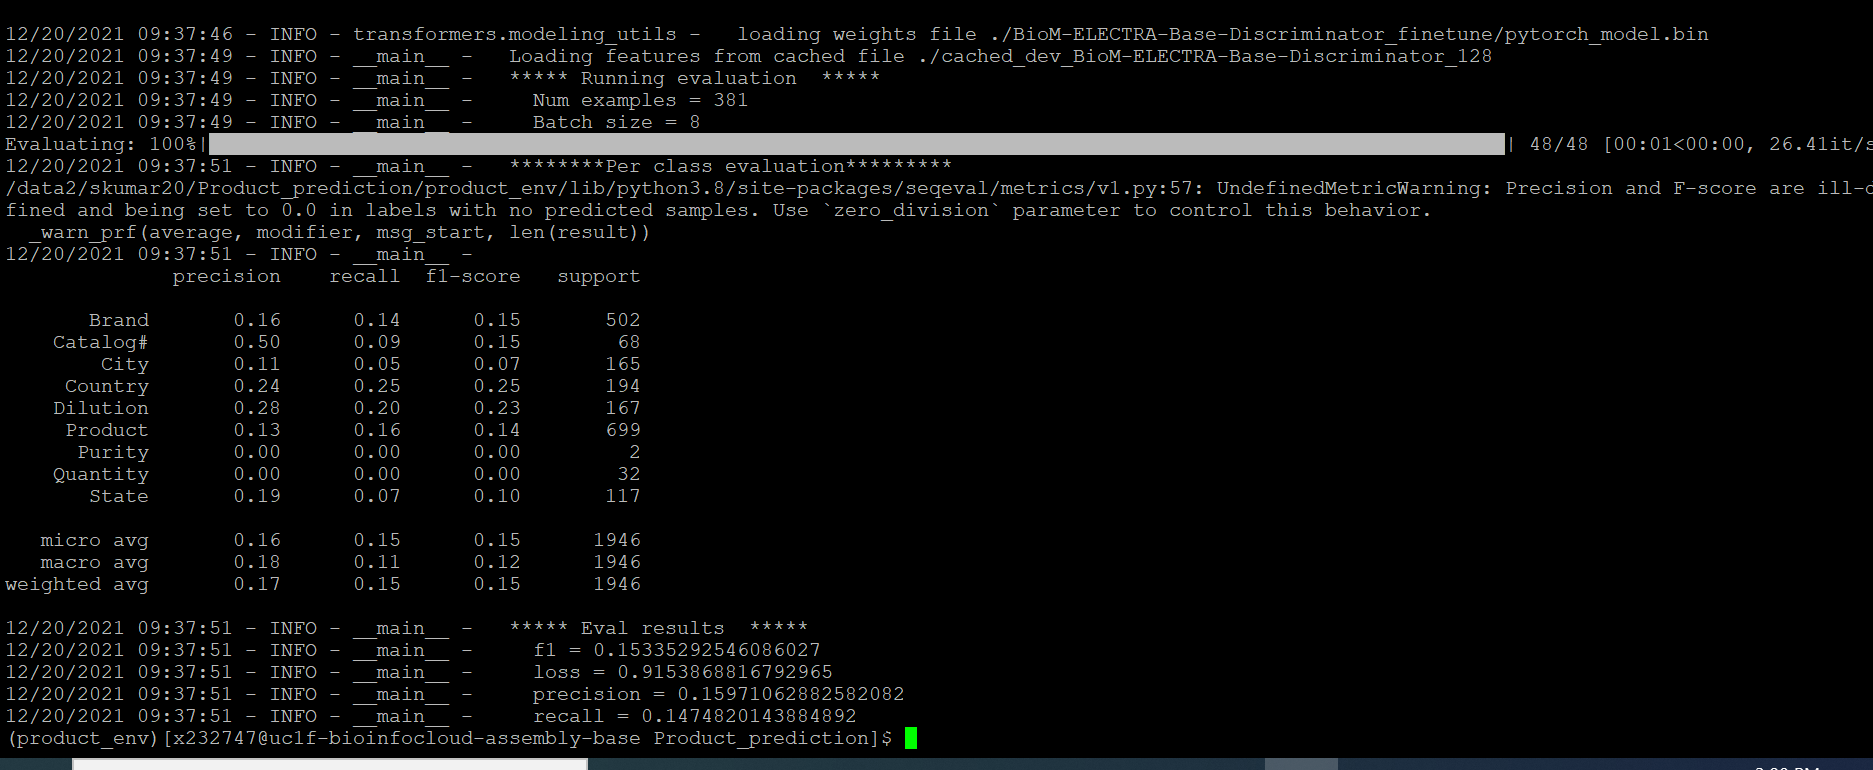 12/20/2021 09:37:46 - INFO - transformers.modeling_utils -   loading weights file ./BioM-ELECTRA-Base-Discriminator_finetune/pytorch_model.bin
12/20/2021 09:37:49 - INFO - __main__ -   Loading features from cached file ./cached_dev_BioM-ELECTRA-Base-Discriminator_128
12/20/2021 09:37:49 - INFO - __main__ -   ***** Running evaluation  *****
12/20/2021 09:37:49 - INFO - __main__ -     Num examples = 381
12/20/2021 09:37:49 - INFO - __main__ -     Batch size = 8
Evaluating: 100%|                                                  | 48/48 [00:01<00:00, 26.41it/s
12/20/2021 09:37:51 - INFO - __main__ -   ********Per class evaluation*********
/data2/skumar20/Product_prediction/product_env/lib/python3.8/site-packages/seqeval/metrics/v1.py:57: UndefinedMetricWarning: Precision and F-score are ill-
fined and being set to 0.0 in labels with no predicted samples. Use `zero_division` parameter to control this behavior.
  _warn_prf(average, modifier, msg_start, len(result))
12/20/2021 09:37:51 - INFO - __main__ -
              precision    recall  f1-score   support
       Brand       0.16      0.14      0.15       502
    Catalog#       0.50      0.09      0.15        68
        City       0.11      0.05      0.07       165
     Country       0.24      0.25      0.25       194
    Dilution       0.28      0.20      0.23       167
     Product       0.13      0.16      0.14       699
      Purity       0.00      0.00      0.00         2
    Quantity       0.00      0.00      0.00        32
       State       0.19      0.07      0.10       117
   micro avg       0.16      0.15      0.15      1946
   macro avg       0.18      0.11      0.12      1946
weighted avg       0.17      0.15      0.15      1946
12/20/2021 09:37:51 - INFO - __main__ -   ***** Eval results  *****
12/20/2021 09:37:51 - INFO - __main__ -     f1 = 0.15335292546086027
12/20/2021 09:37:51 - INFO - __main__ -     loss = 0.9153868816792965
12/20/2021 09:37:51 - INFO - __main__ -     precision = 0.15971062882582082
12/20/2021 09:37:51 - INFO - __main__ -     recall = 0.1474820143884892
(product_env)[x232747@uc1f-bioinfocloud-assembly-base Product_prediction]$